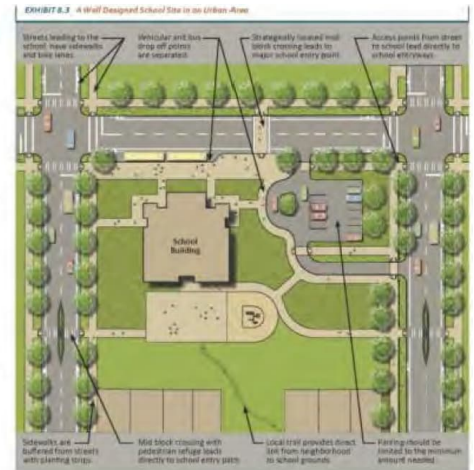 EXHIBIT 8.3 A Well Designed School Site in an Urban Area
Streets leading to the
school have sidewalks
and bike lanes.
Vehicular and bus
drop off points
are separated.
Strategically located mid-
block crossing leads to
major school entry point.
Access points from street
to school lead directly to
school entryways.
School
Building
Sidewalks are
buffered from streets
with planting strips.
Mid block crossing with
pedestrian refuge leads
directly to school entry path.
Local trail provides direct
link from neighborhood
to school grounds.
Parking should be
limited to the minimum
amount needed.